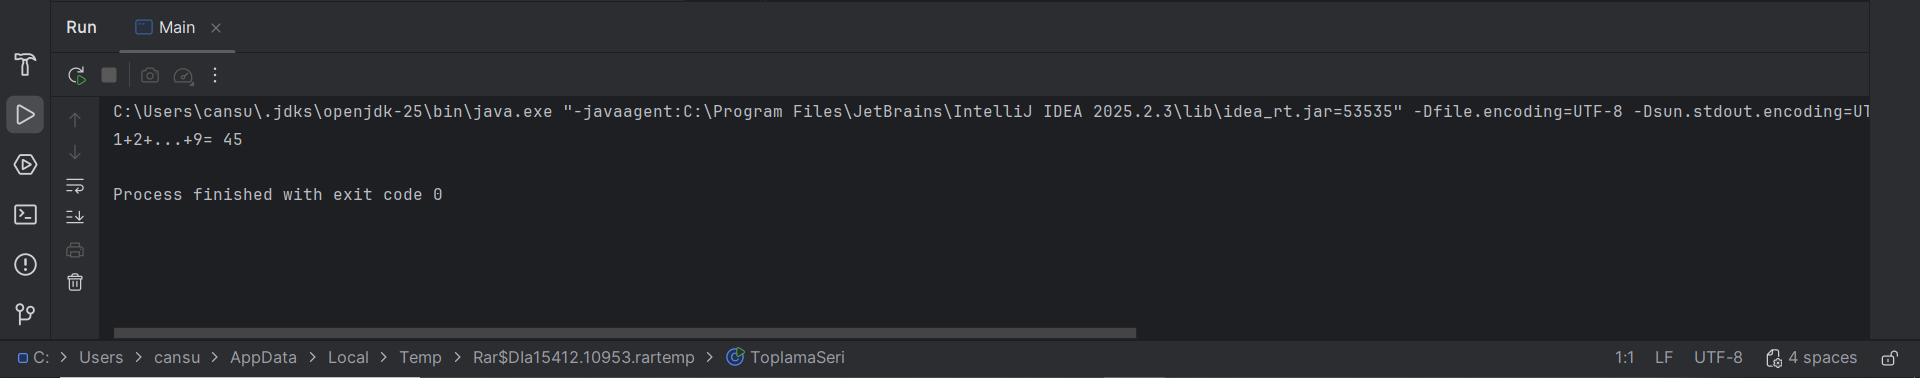 Run Main
C:\Users\cansu\.jdks\openjdk-25\bin\java.exe "-javaagent:C:\Program Files\JetBrains\IntelliJ IDEA 2025.2.3\lib\idea_rt.jar=53535" -Dfile.encoding=UTF-8 -Dsun.stdout.encoding=UT
1+2+...+9= 45
Process finished with exit code 0
C: > Users > cansu > AppData > Local > Temp > Rar$DIa15412.10953.rartemp > ToplamaSeri 1:1 LF UTF-8 4 spaces